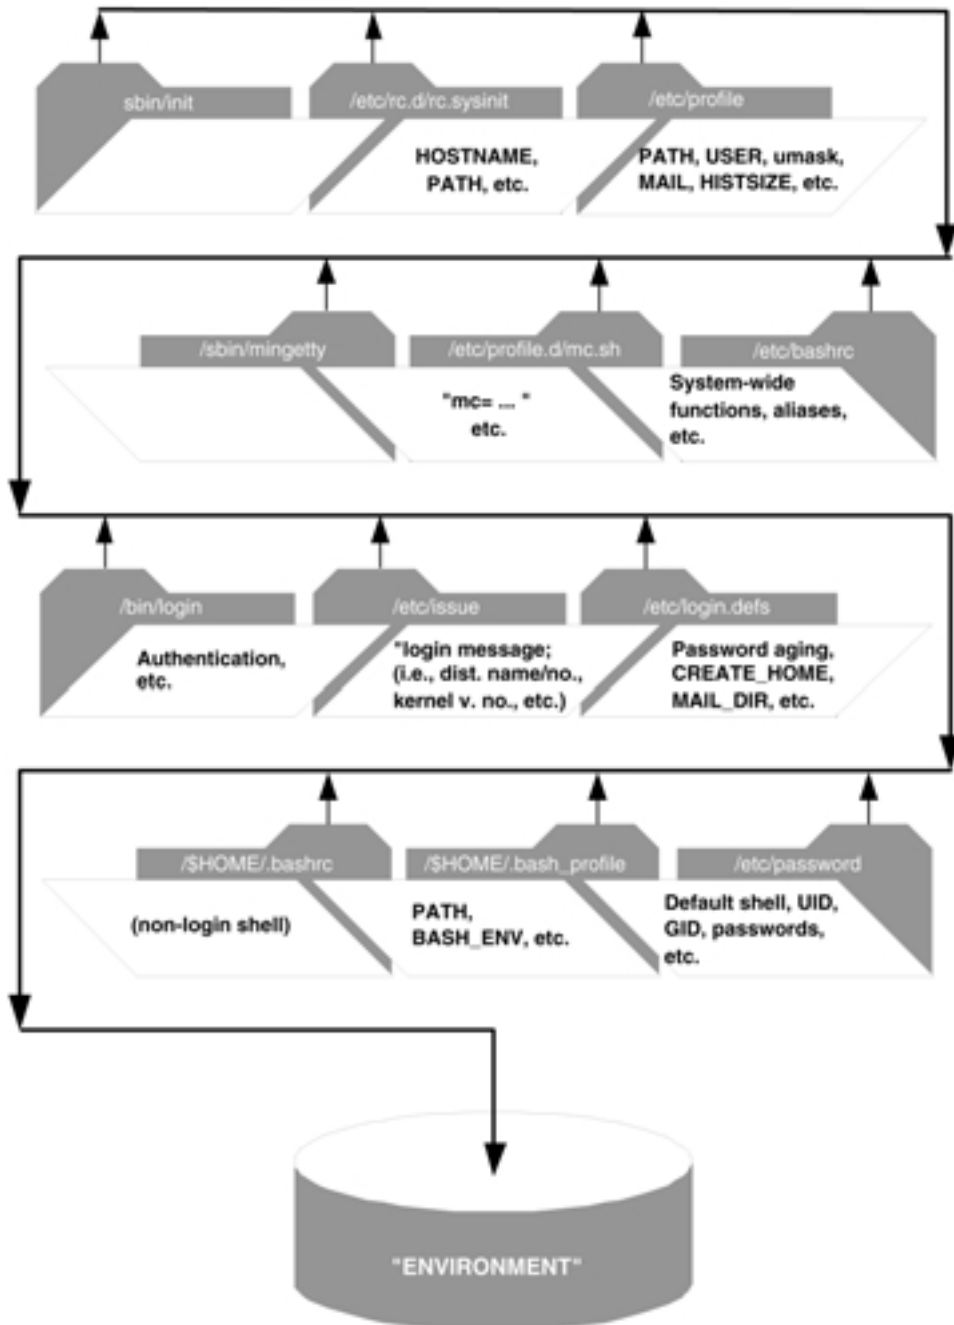 sbin/init
/etc/rc.d/rc.sysinit
/etc/profile
HOSTNAME,
PATH, etc.
PATH, USER, umask,
MAIL, HISTSIZE, etc.
/sbin/mingetty
/etc/profile.d/mc.sh
/etc/bashrc
"mc= ... "
etc.
System-wide
functions, aliases,
etc.
/bin/login
/etc/issue
/etc/login.defs
Authentication,
etc.
"login message;
(i.e., dist. name/no.,
kernel v. no., etc.)
Password aging,
CREATE_HOME,
MAIL_DIR, etc.
/$HOME/.bashrc
/$HOME/.bash_profile
/etc/password
(non-login shell)
PATH,
BASH_ENV, etc.
Default shell, UID,
GID, passwords,
etc.
"ENVIRONMENT"